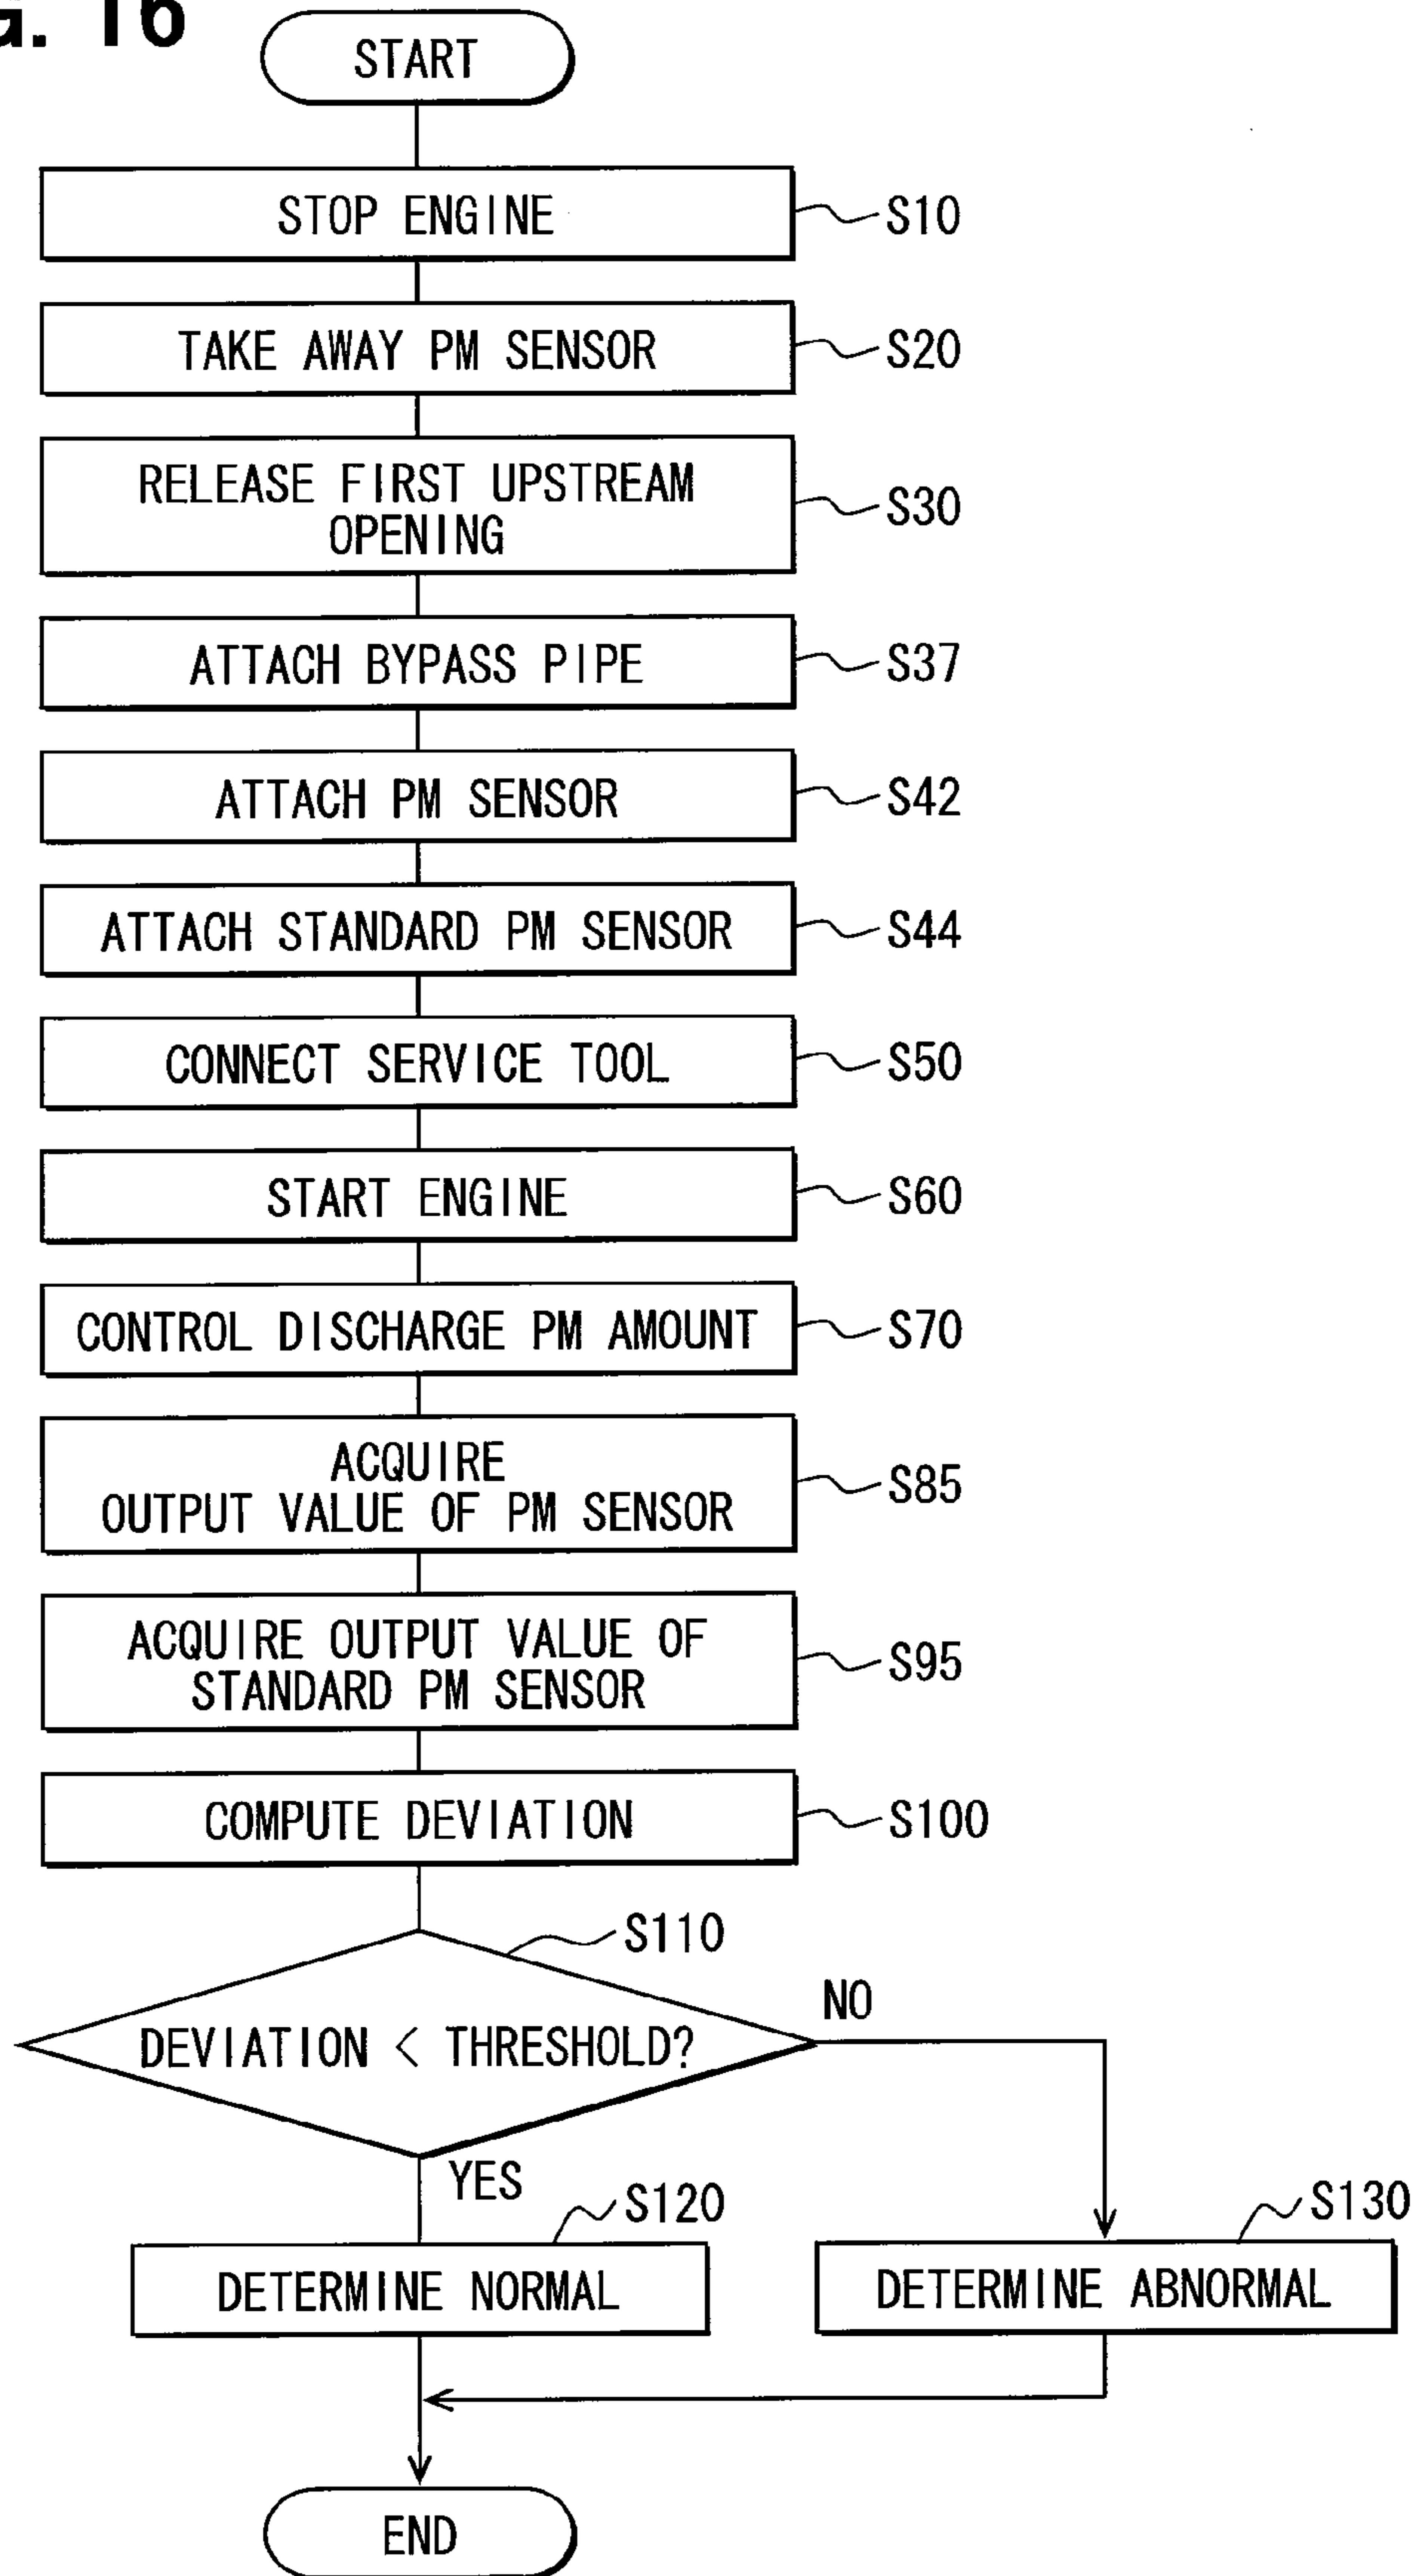 G. 16
START
STOP ENGINE
S10
TAKE AWAY PM SENSOR
S20
RELEASE FIRST UPSTREAM
OPENING
S30
ATTACH BYPASS PIPE
S37
ATTACH PM SENSOR
S42
ATTACH STANDARD PM SENSOR
S44
CONNECT SERVICE TOOL
S50
START ENGINE
S60
CONTROL DISCHARGE PM AMOUNT
S70
ACQUIRE
OUTPUT VALUE OF PM SENSOR
S85
ACQUIRE OUTPUT VALUE OF
STANDARD PM SENSOR
S95
COMPUTE DEVIATION
S100
S110
DEVIATION < THRESHOLD?
NO
YES
S120
DETERMINE NORMAL
S130
DETERMINE ABNORMAL
END